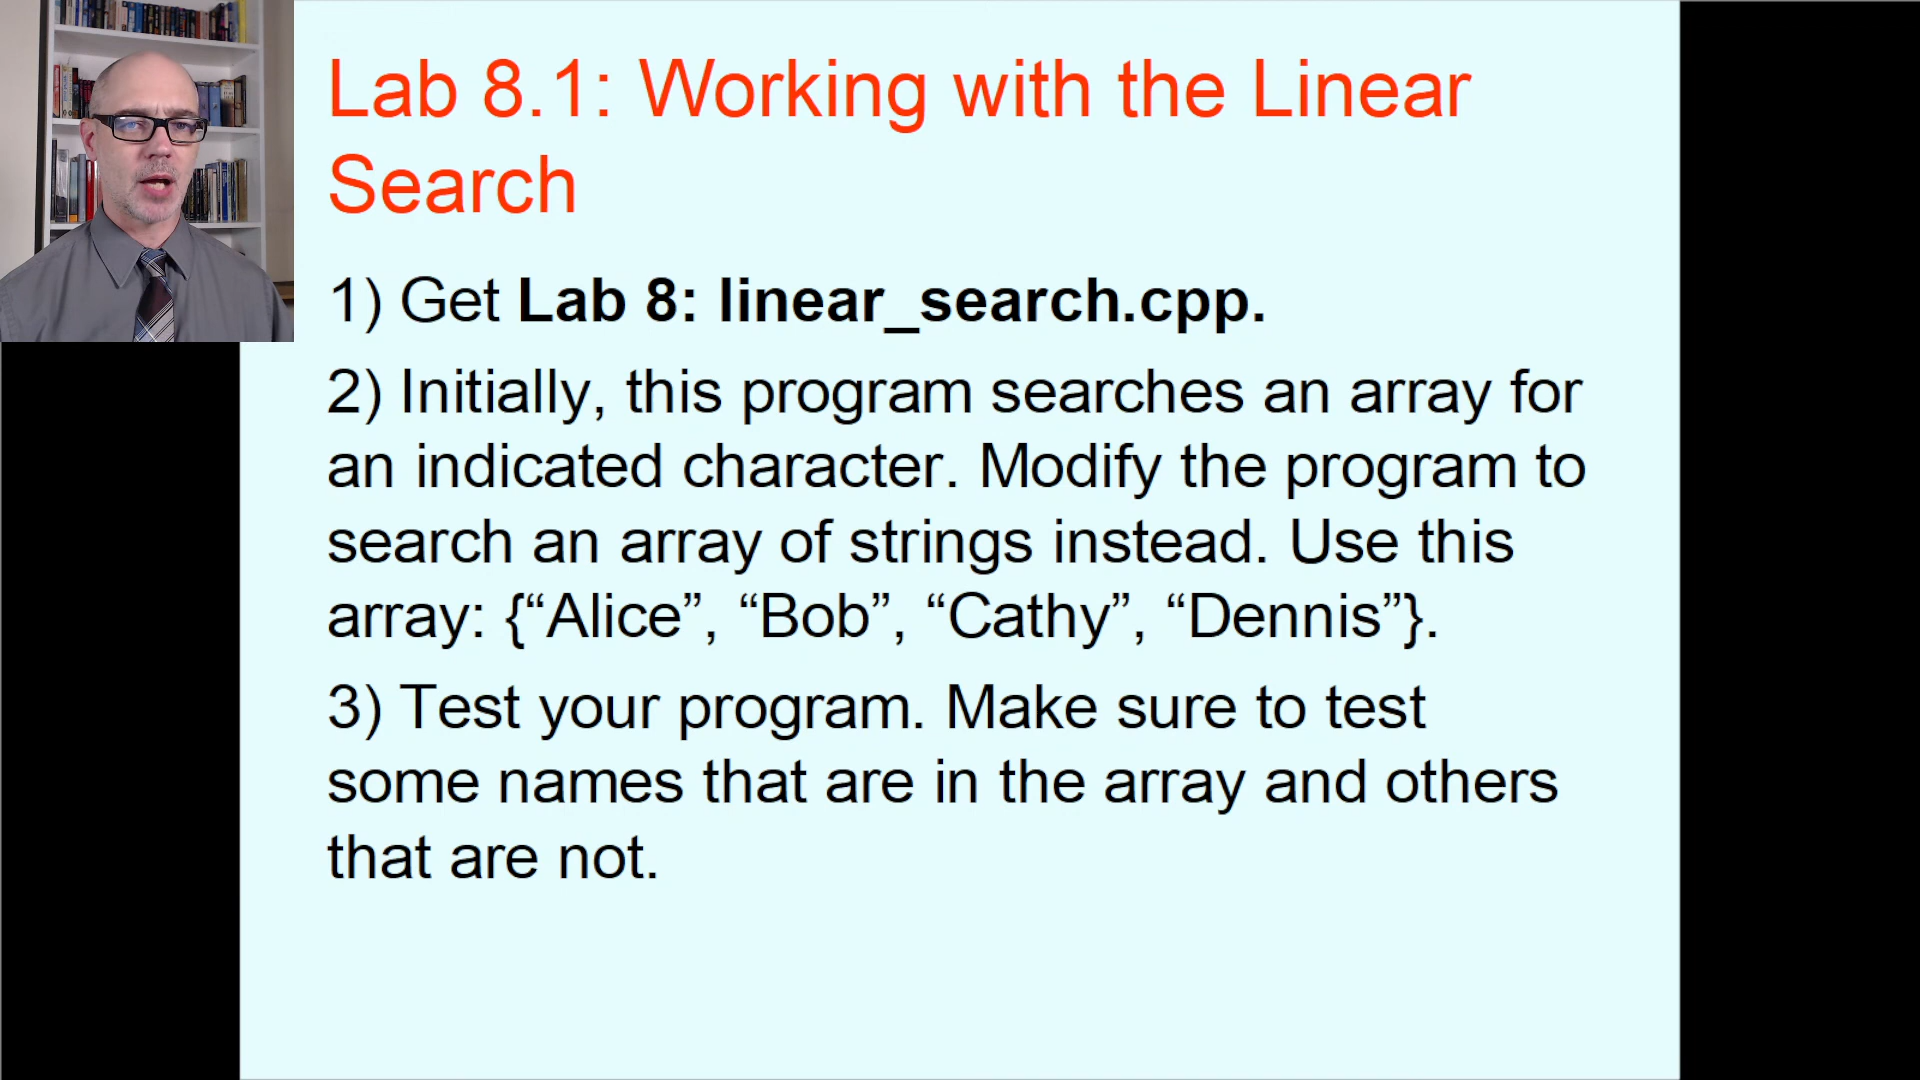 Lab 8.1: Working with the Linear
Search
1) Get Lab 8: linear_search.cpp.
2) Initially, this program searches an array for
an indicated character. Modify the program to
search an array of strings instead. Use this
array: {“Alice”, “Bob”, “Cathy”, “Dennis”}.
3) Test your program. Make sure to test
some names that are in the array and others
that are not.